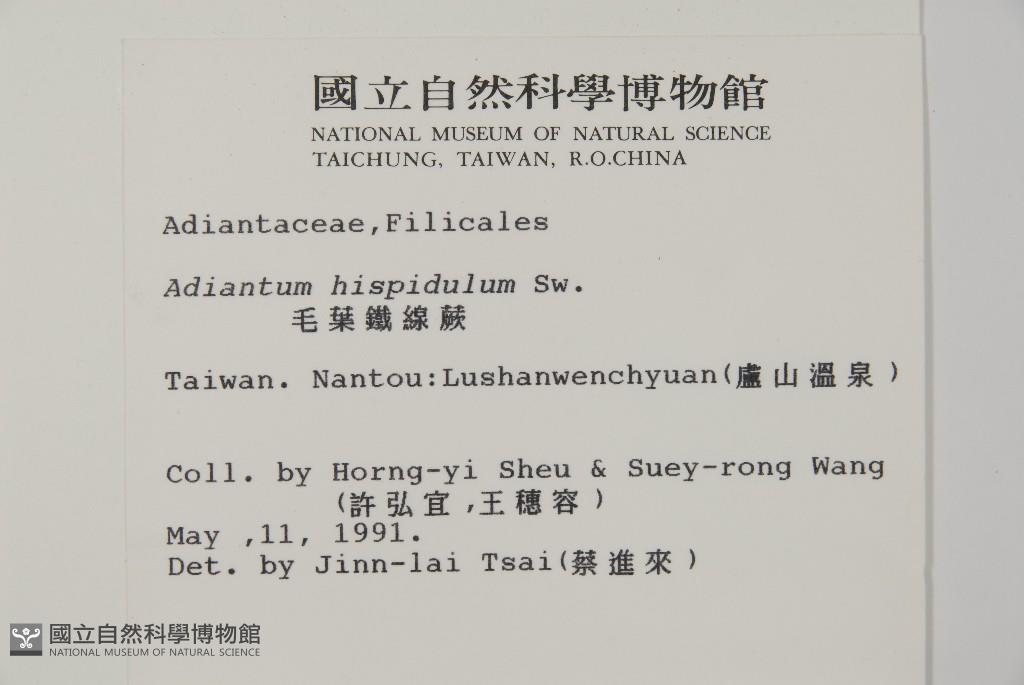 國立自然科學博物館
NATIONAL MUSEUM OF NATURAL SCIENCE
TAICHUNG, TAIWAN, R.O.CHINA
Adiantaceae,Filicales
Adiantum hispidulum Sw.
毛葉鐵線蕨
Taiwan. Nantou:Lushanwenchyuan(廬山溫泉)
Coll. by Horng-yi Sheu & Suey-rong Wang
(許弘宜,王穗容)
May ,11, 1991.
Det. by Jinn-lai Tsai(蔡進來)
國立自然科學博物館
NATIONAL MUSEUM OF NATURAL SCIENCE